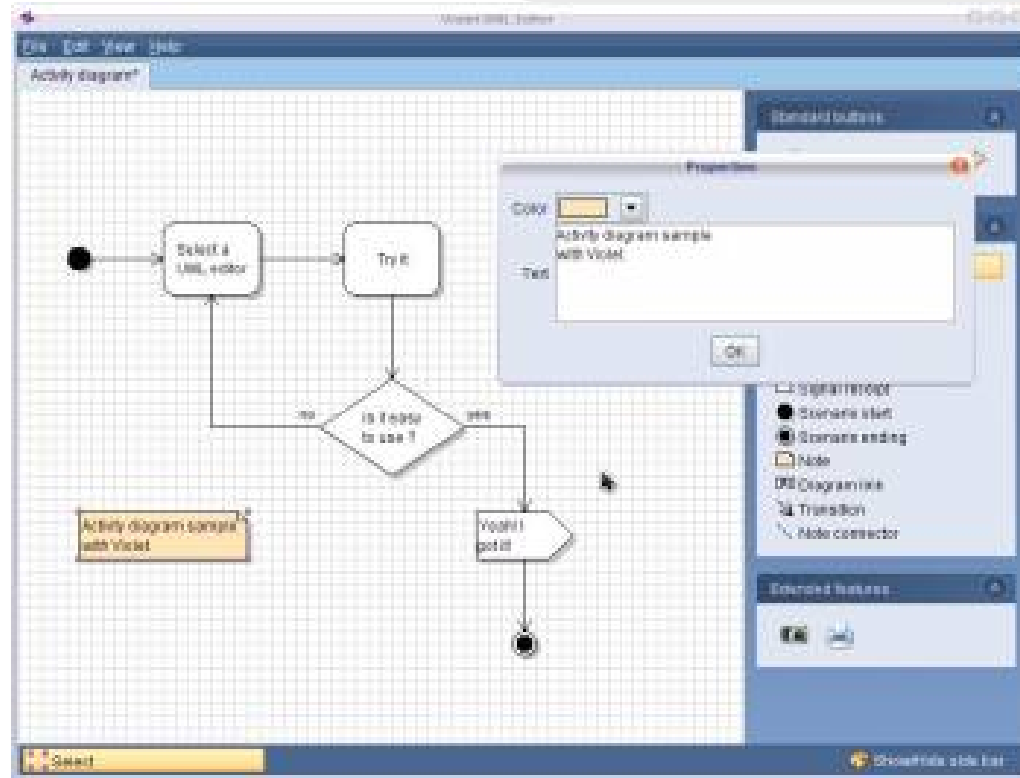 Violet UML Editor
File Edit View Help
Activity diagram*
Standard buttons
Properties
Color
Activity diagram sample
with Violet
Text
OK
Select a
UML editor
Try it
no
is it easy
to use ?
yes
Signal receipt
Scenario start
Scenario ending
Note
Diagram link
Transition
Note connector
Activity diagram sample
with Violet
Yeah! I
got it!
Extended features
Select
Show/Hide side bar